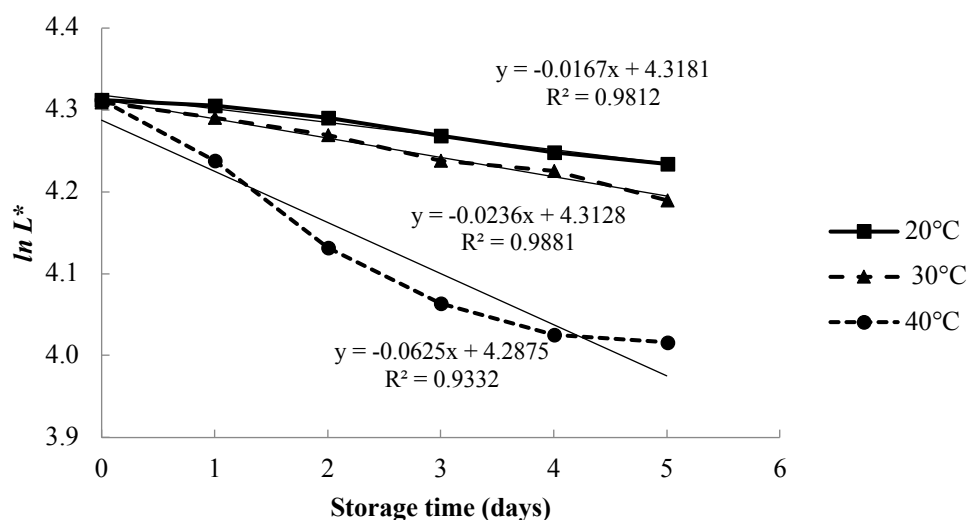 4.4
4.3
4.2
4.1
4.0
3.9
ln L*
y = -0.0167x + 4.3181
R² = 0.9812
y = -0.0236x + 4.3128
R² = 0.9881
y = -0.0625x + 4.2875
R² = 0.9332
20°C
30°C
40°C
0 1 2 3 4 5 6
Storage time (days)